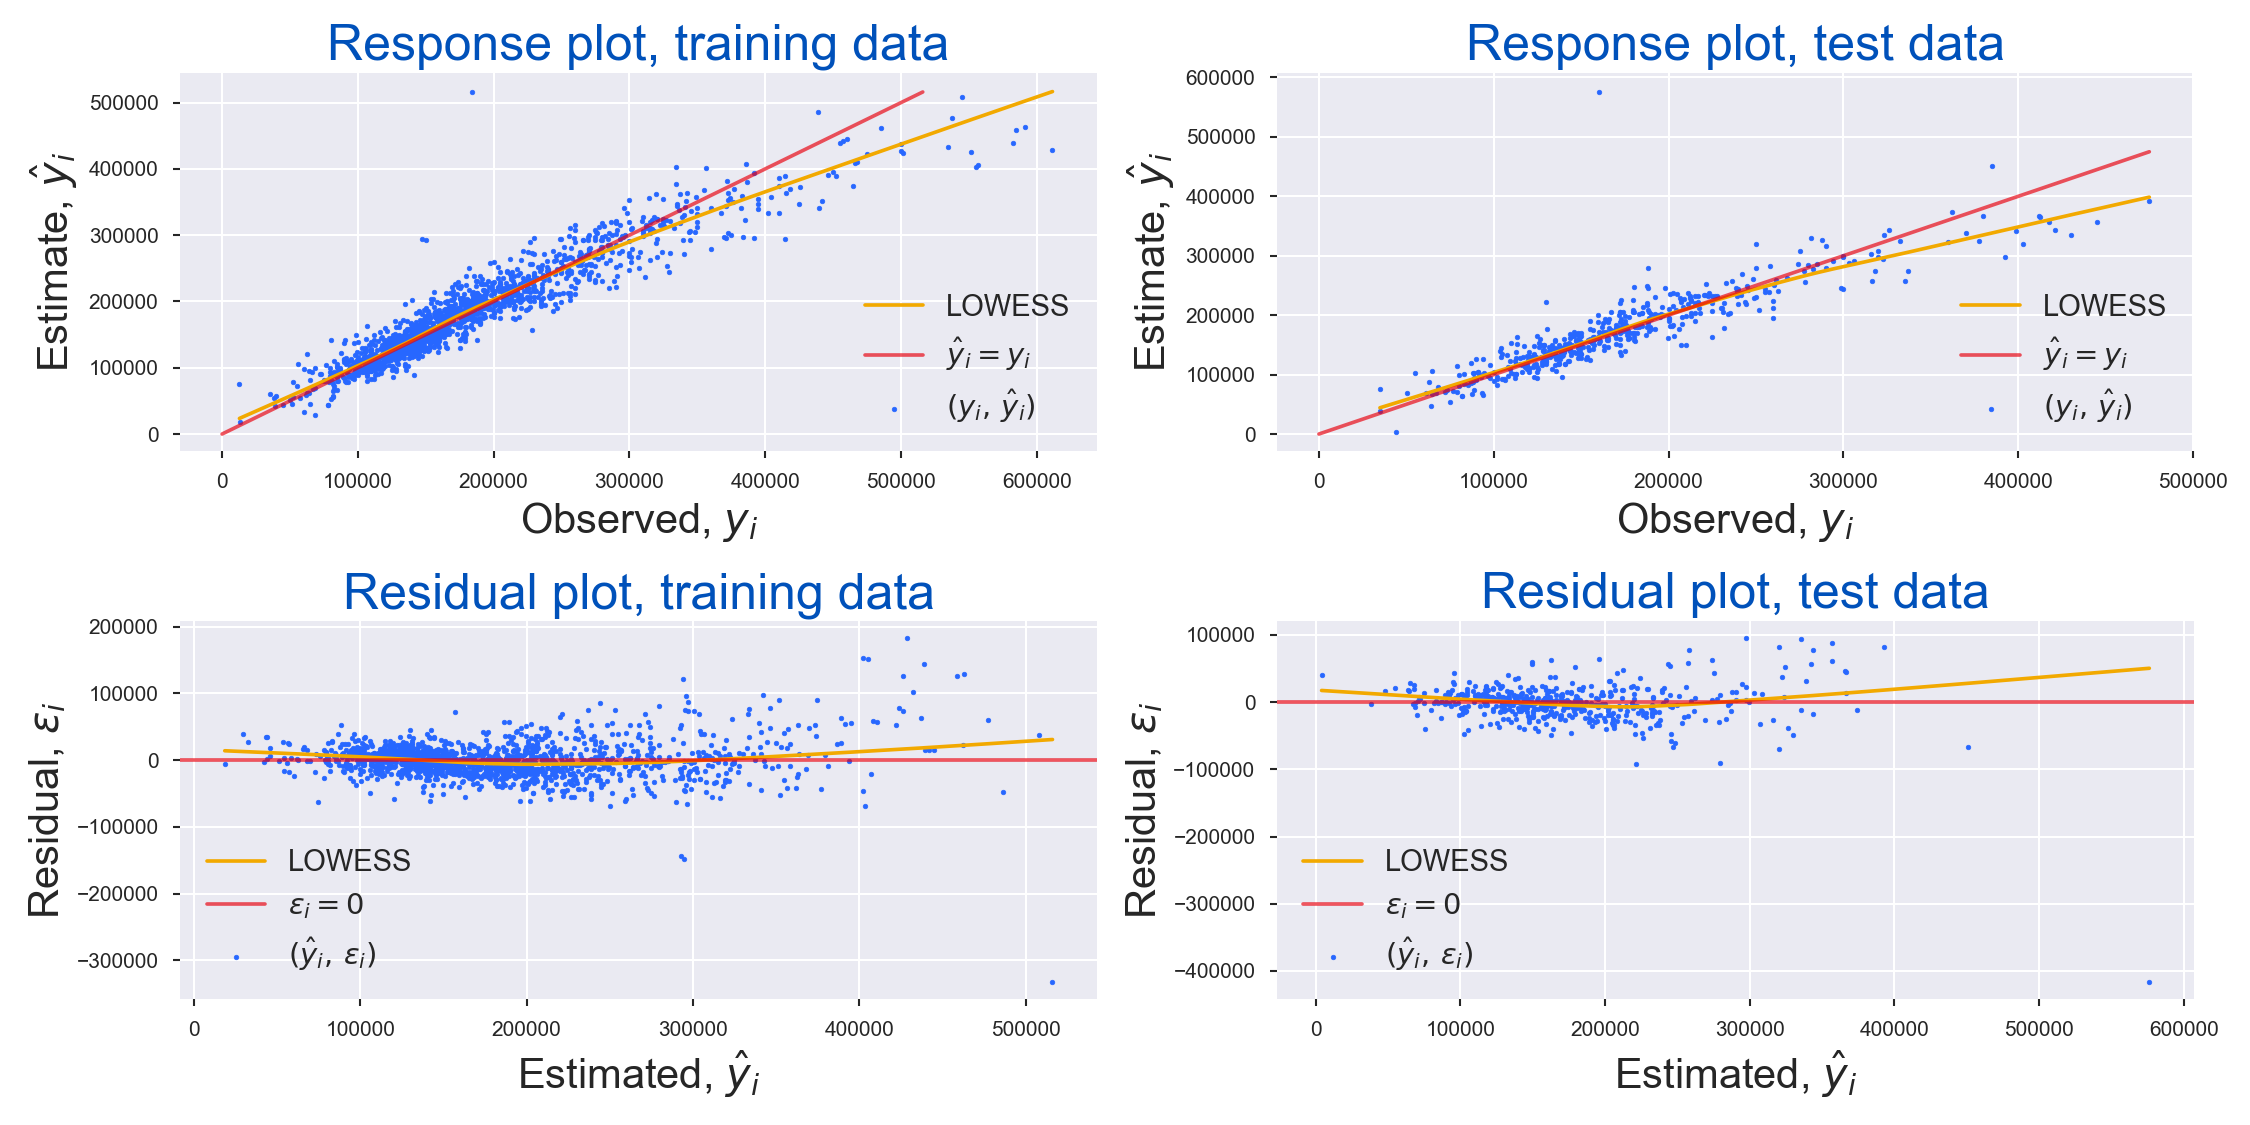 Response plot, training data
Estimate, ŷᵢ
500000
400000
300000
200000
100000
0
LOWESS
ŷᵢ = yᵢ
(yᵢ, ŷᵢ)
0 100000 200000 300000 400000 500000 600000
Observed, yᵢ
Response plot, test data
Estimate, ŷᵢ
600000
500000
400000
300000
200000
100000
0
LOWESS
ŷᵢ = yᵢ
(yᵢ, ŷᵢ)
0 100000 200000 300000 400000 500000
Observed, yᵢ
Residual plot, training data
Residual, εᵢ
200000
100000
0
−100000
−200000
−300000
LOWESS
εᵢ = 0
(ŷᵢ, εᵢ)
0 100000 200000 300000 400000 500000
Estimated, ŷᵢ
Residual plot, test data
Residual, εᵢ
100000
0
−100000
−200000
−300000
−400000
LOWESS
εᵢ = 0
(ŷᵢ, εᵢ)
0 100000 200000 300000 400000 500000 600000
Estimated, ŷᵢ